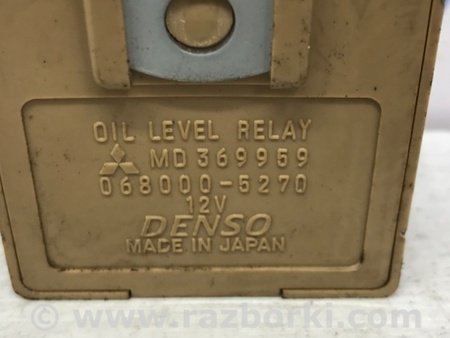 OIL LEVEL RELAY
MD369959
068000-5270
12V
DENSO
MADE IN JAPAN
© www.razborki.com